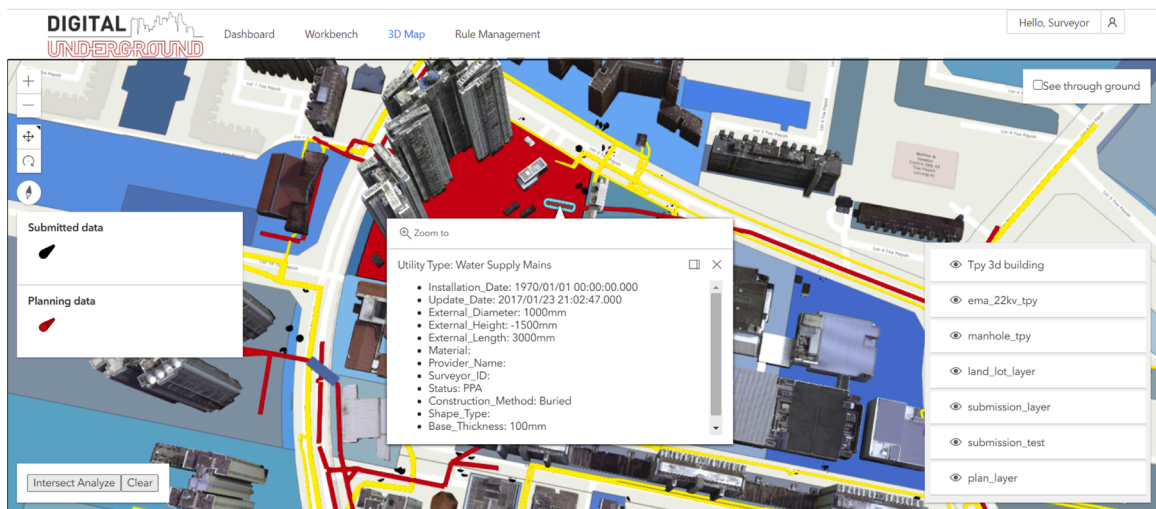 DIGITAL
UNDERGROUND
Dashboard
Workbench
3D Map
Rule Management
Hello, Surveyor
See through ground
Submitted data
Planning data
Zoom to
Utility Type: Water Supply Mains
Installation_Date: 1970/01/01 00:00:00.000
Update_Date: 2017/01/23 21:02:47.000
External_Diameter: 1000mm
External_Height: -1500mm
External_Length: 3000mm
Material:
Provider_Name:
Surveyor_ID:
Status: PPA
Construction_Method: Buried
Shape_Type:
Base_Thickness: 100mm
Tpy 3d building
ema_22kv_tpy
manhole_tpy
land_lot_layer
submission_layer
submission_test
plan_layer
Intersect Analyze
Clear